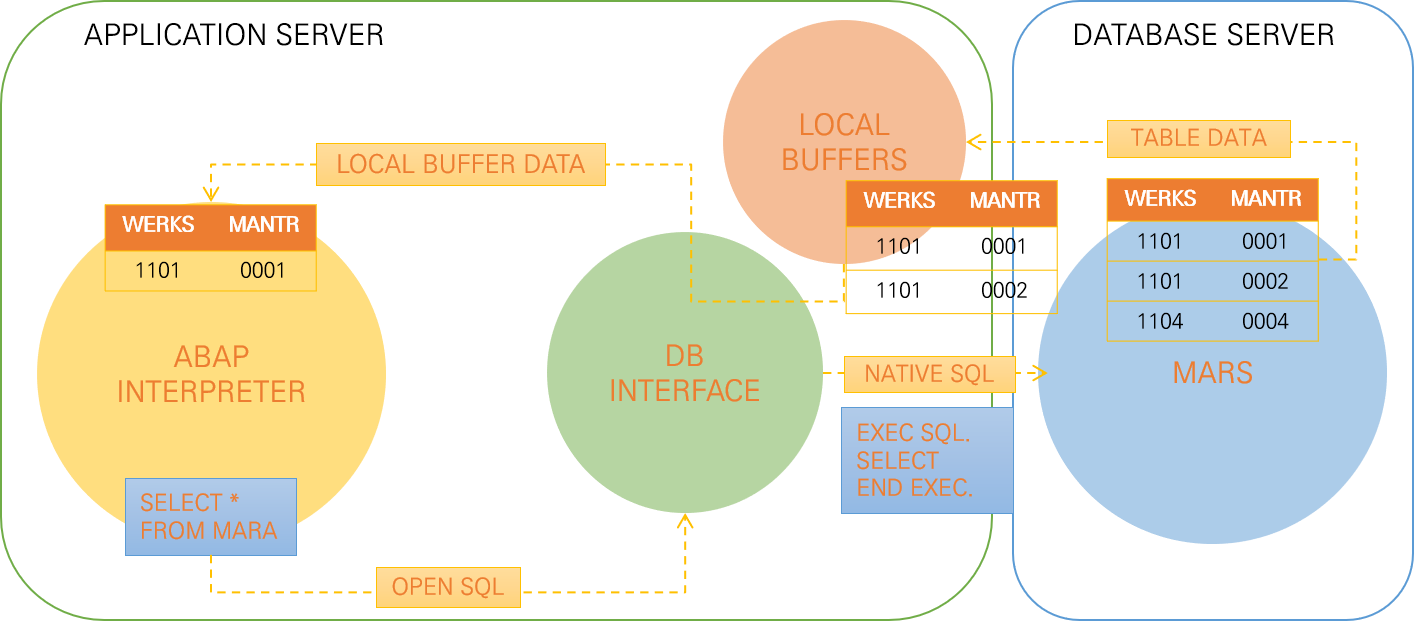 APPLICATION SERVER
DATABASE SERVER
LOCAL
BUFFERS
TABLE DATA
LOCAL BUFFER DATA
WERKS MANTR
1101 0001
WERKS MANTR
1101 0001
1101 0002
WERKS MANTR
1101 0001
1101 0002
1104 0004
ABAP
INTERPRETER
DB
INTERFACE
NATIVE SQL
MARS
EXEC SQL.
SELECT
END EXEC.
SELECT *
FROM MARA
OPEN SQL